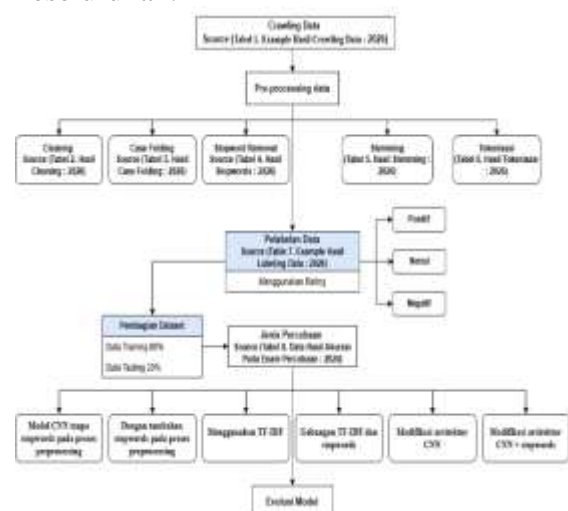 Crawling Data
Source (Tabel 1. Example Hasil Crawling Data : 2026)
Pre-processing data
Cleaning
Source (Tabel 2. Hasil
Cleaning : 2026)
Case Folding
Source (Tabel 3. Hasil
Case Folding : 2026)
Stopword Removal
Source (Tabel 4. Hasil
Stopwords : 2026)
Stemming
(Tabel 5. Hasil Stemming :
2026)
Tokenisasi
(Tabel 6. Hasil Tokenisasi :
2026)
Pelabelan Data
Source (Table 7. Example Hasil
Labeling Data : 2026)
Menggunakan Rating
Positif
Netral
Negatif
Pembagian Dataset
Data Training 80%
Data Testing 20%
Jenis Percobaan
Source (Tabel 8. Data Hasil Akurasi
Pada Enam Percobaan : 2026)
Model CNN tanpa
stopwords pada proses
preprocessing
Dengan tambahan
stopwords pada proses
preprocessing
Menggunakan TF-IDF
Gabungan TF-IDF dan
stopwords
Modifikasi arsitektur
CNN
Modifikasi arsitektur
CNN + stopwords
Evaluasi Model